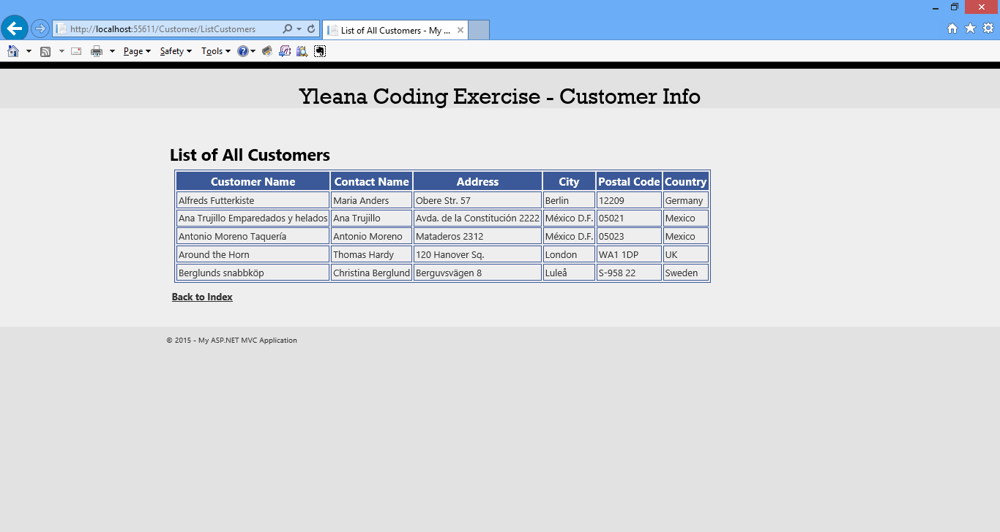 http://localhost:55611/Customer/ListCustomers
List of All Customers - My ...
Page Safety Tools
Yleana Coding Exercise - Customer Info
List of All Customers
Customer Name Contact Name Address City Postal Code Country
Alfreds Futterkiste Maria Anders Obere Str. 57 Berlin 12209 Germany
Ana Trujillo Emparedados y helados Ana Trujillo Avda. de la Constitución 2222 México D.F. 05021 Mexico
Antonio Moreno Taquería Antonio Moreno Mataderos 2312 México D.F. 05023 Mexico
Around the Horn Thomas Hardy 120 Hanover Sq. London WA1 1DP UK
Berglunds snabbköp Christina Berglund Berguvsvägen 8 Luleå S-958 22 Sweden
Back to Index
© 2015 - My ASP.NET MVC Application